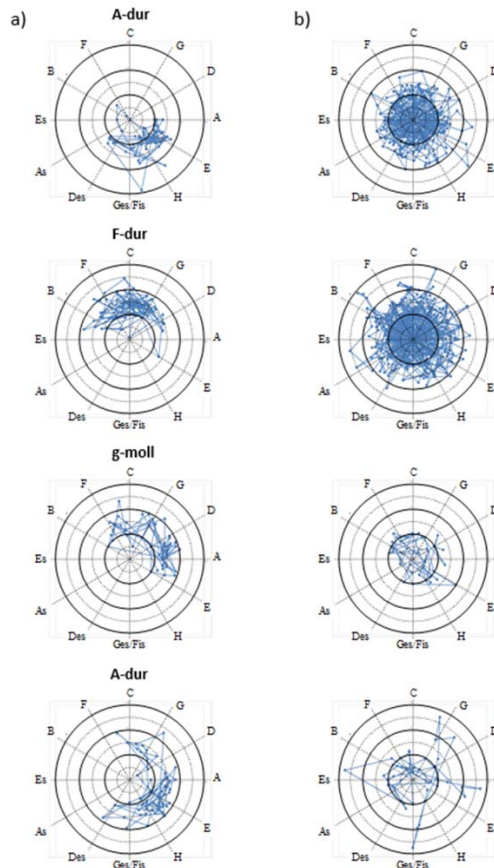 a)
A-dur
b)
C
G
D
A
E
H
Ges/Fis
Des
As
Es
B
F
C
G
D
A
E
H
Ges/Fis
Des
As
Es
B
F
F-dur
C
G
D
A
E
H
Ges/Fis
Des
As
Es
B
F
C
G
D
A
E
H
Ges/Fis
Des
As
Es
B
F
g-moll
C
G
D
A
E
H
Ges/Fis
Des
As
Es
B
F
C
G
D
A
E
H
Ges/Fis
Des
As
Es
B
F
A-dur
C
G
D
A
E
H
Ges/Fis
Des
As
Es
B
F
C
G
D
A
E
H
Ges/Fis
Des
As
Es
B
F